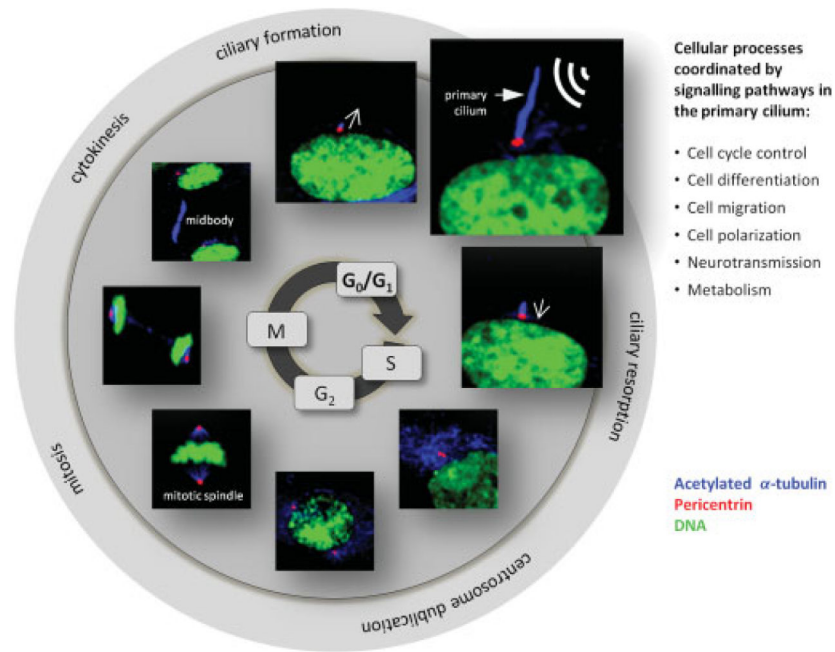 ciliary formation
primary
cilium
cytokinesis
midbody
G₀/G₁
M
S
G₂
ciliary resorption
mitosis
mitotic spindle
centrosome dublication
Cellular processes
coordinated by
signalling pathways in
the primary cilium:
• Cell cycle control
• Cell differentiation
• Cell migration
• Cell polarization
• Neurotransmission
• Metabolism
Acetylated α-tubulin
Pericentrin
DNA